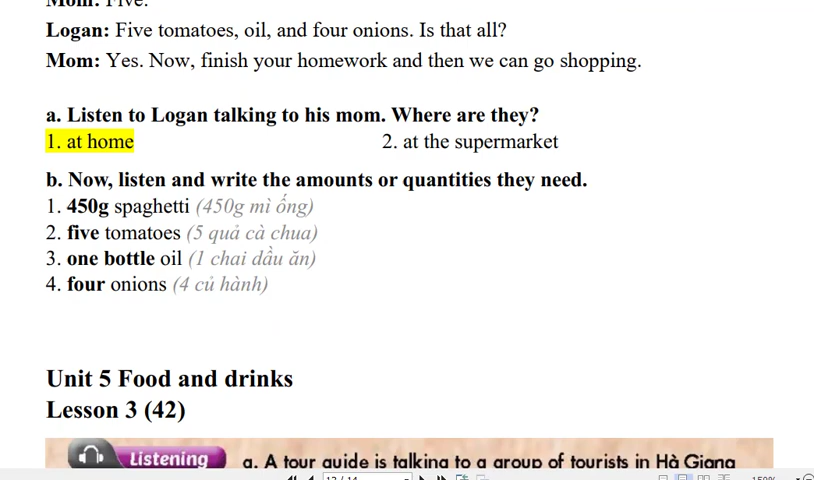 Mom: Five.
Logan: Five tomatoes, oil, and four onions. Is that all?
Mom: Yes. Now, finish your homework and then we can go shopping.
a. Listen to Logan talking to his mom. Where are they?
1. at home 2. at the supermarket
b. Now, listen and write the amounts or quantities they need.
1. 450g spaghetti (450g mì ống)
2. five tomatoes (5 quả cà chua)
3. one bottle oil (1 chai dầu ăn)
4. four onions (4 củ hành)
Unit 5 Food and drinks
Lesson 3 (42)
Listening a. A tour guide is talking to a group of tourists in Hà Giang
150%